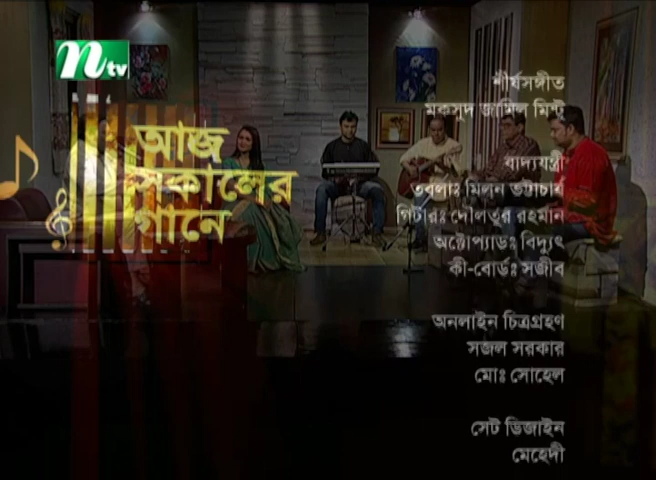 ntv
আজ
সকালের
গানে
শীর্ষসঙ্গীত
মকসুদ জামিল মিন্টু
বাদ্যযন্ত্র
তবলাঃ মিলন ভট্টাচার্য
গিটারঃ দৌলতুর রহমান
অক্টোপ্যাডঃ বিদ্যুৎ
কী-বোর্ডঃ সজীব
অনলাইন চিত্রগ্রহণ
সজল সরকার
মোঃ সোহেল
সেট ডিজাইন
মেহেদী